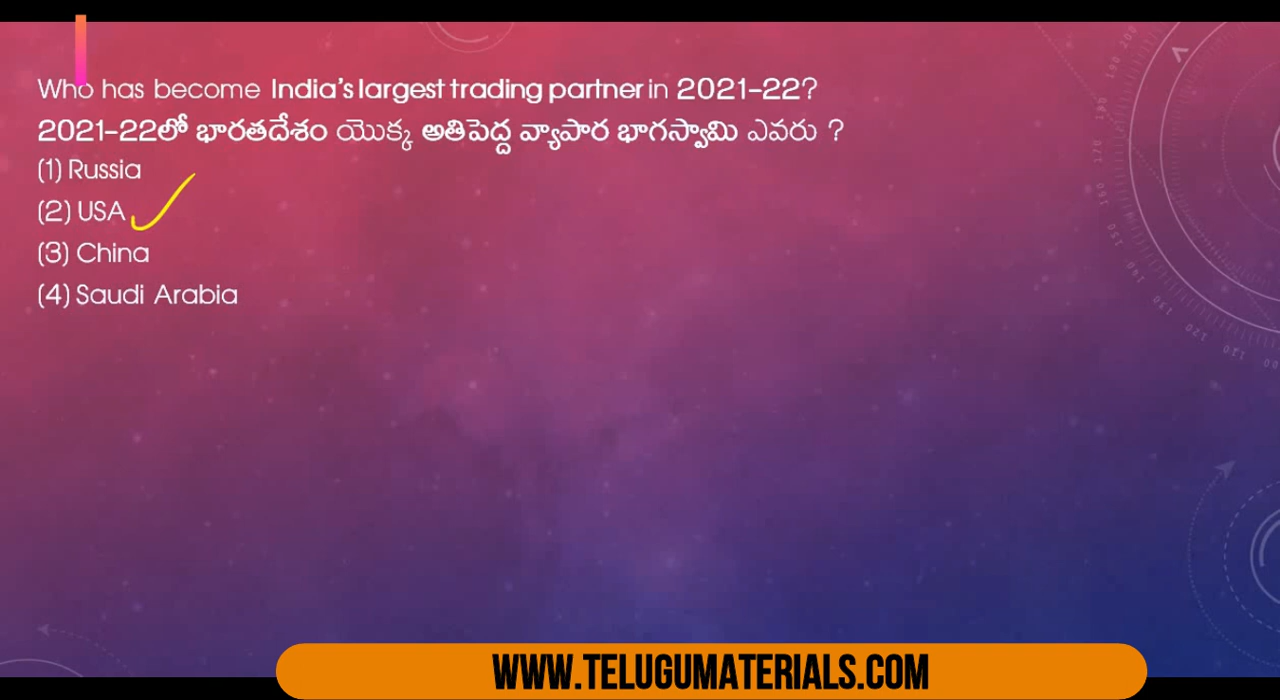 Who has become India's largest trading partner in 2021-22?
2021-22లో భారతదేశం యొక్క అతిపెద్ద వ్యాపార భాగస్వామి ఎవరు ?
(1) Russia
(2) USA
(3) China
(4) Saudi Arabia
WWW.TELUGUMATERIALS.COM